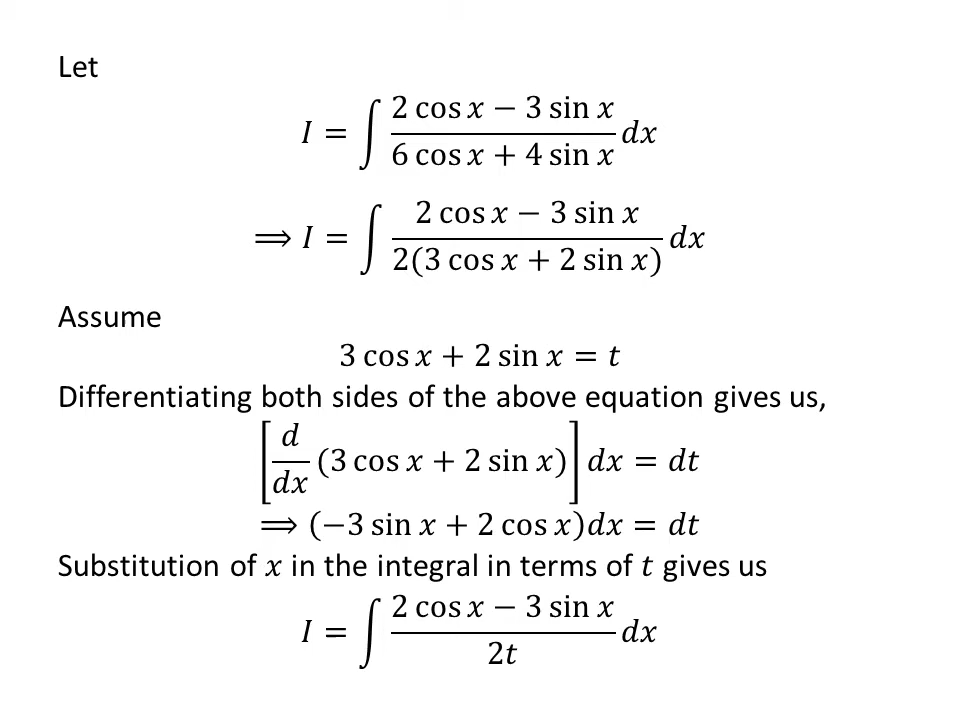 Let
I = ∫ (2 cos x − 3 sin x)/(6 cos x + 4 sin x) dx
⟹ I = ∫ (2 cos x − 3 sin x)/(2(3 cos x + 2 sin x)) dx
Assume
3 cos x + 2 sin x = t
Differentiating both sides of the above equation gives us,
[d/dx (3 cos x + 2 sin x)] dx = dt
⟹ (−3 sin x + 2 cos x)dx = dt
Substitution of x in the integral in terms of t gives us
I = ∫ (2 cos x − 3 sin x)/(2t) dx